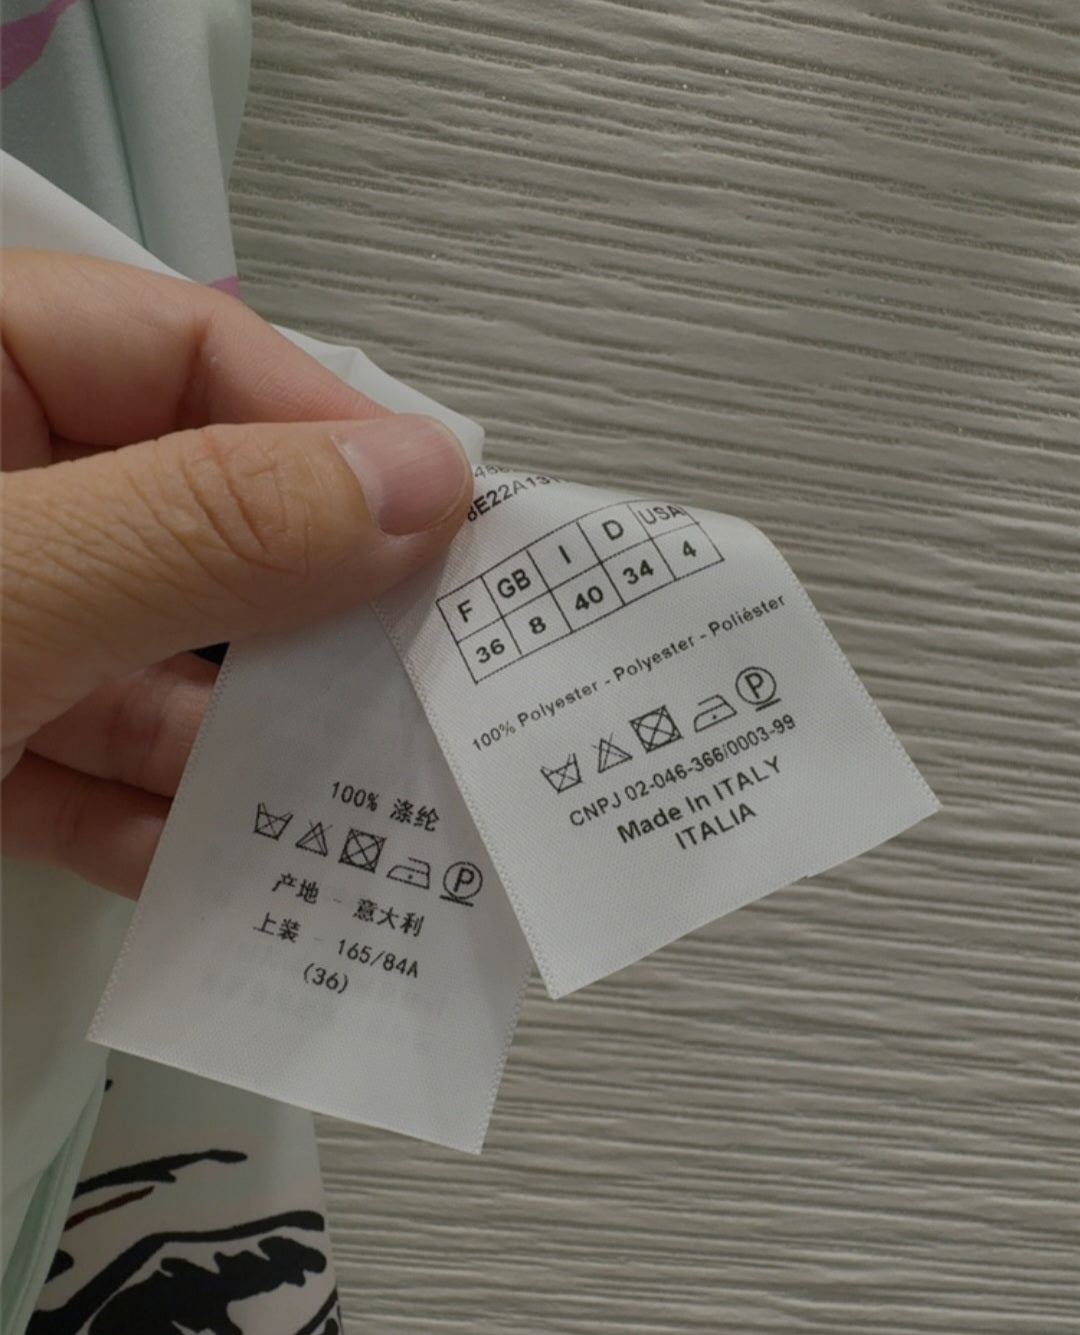 F GB I D USA
36 8 40 34 4
100% Polyester - Polyester - Poliéster
CNPJ 02-046-366/0003-99
Made In ITALY
ITALIA
100% 涤纶
产地 - 意大利
上装 - 165/84A
(36)